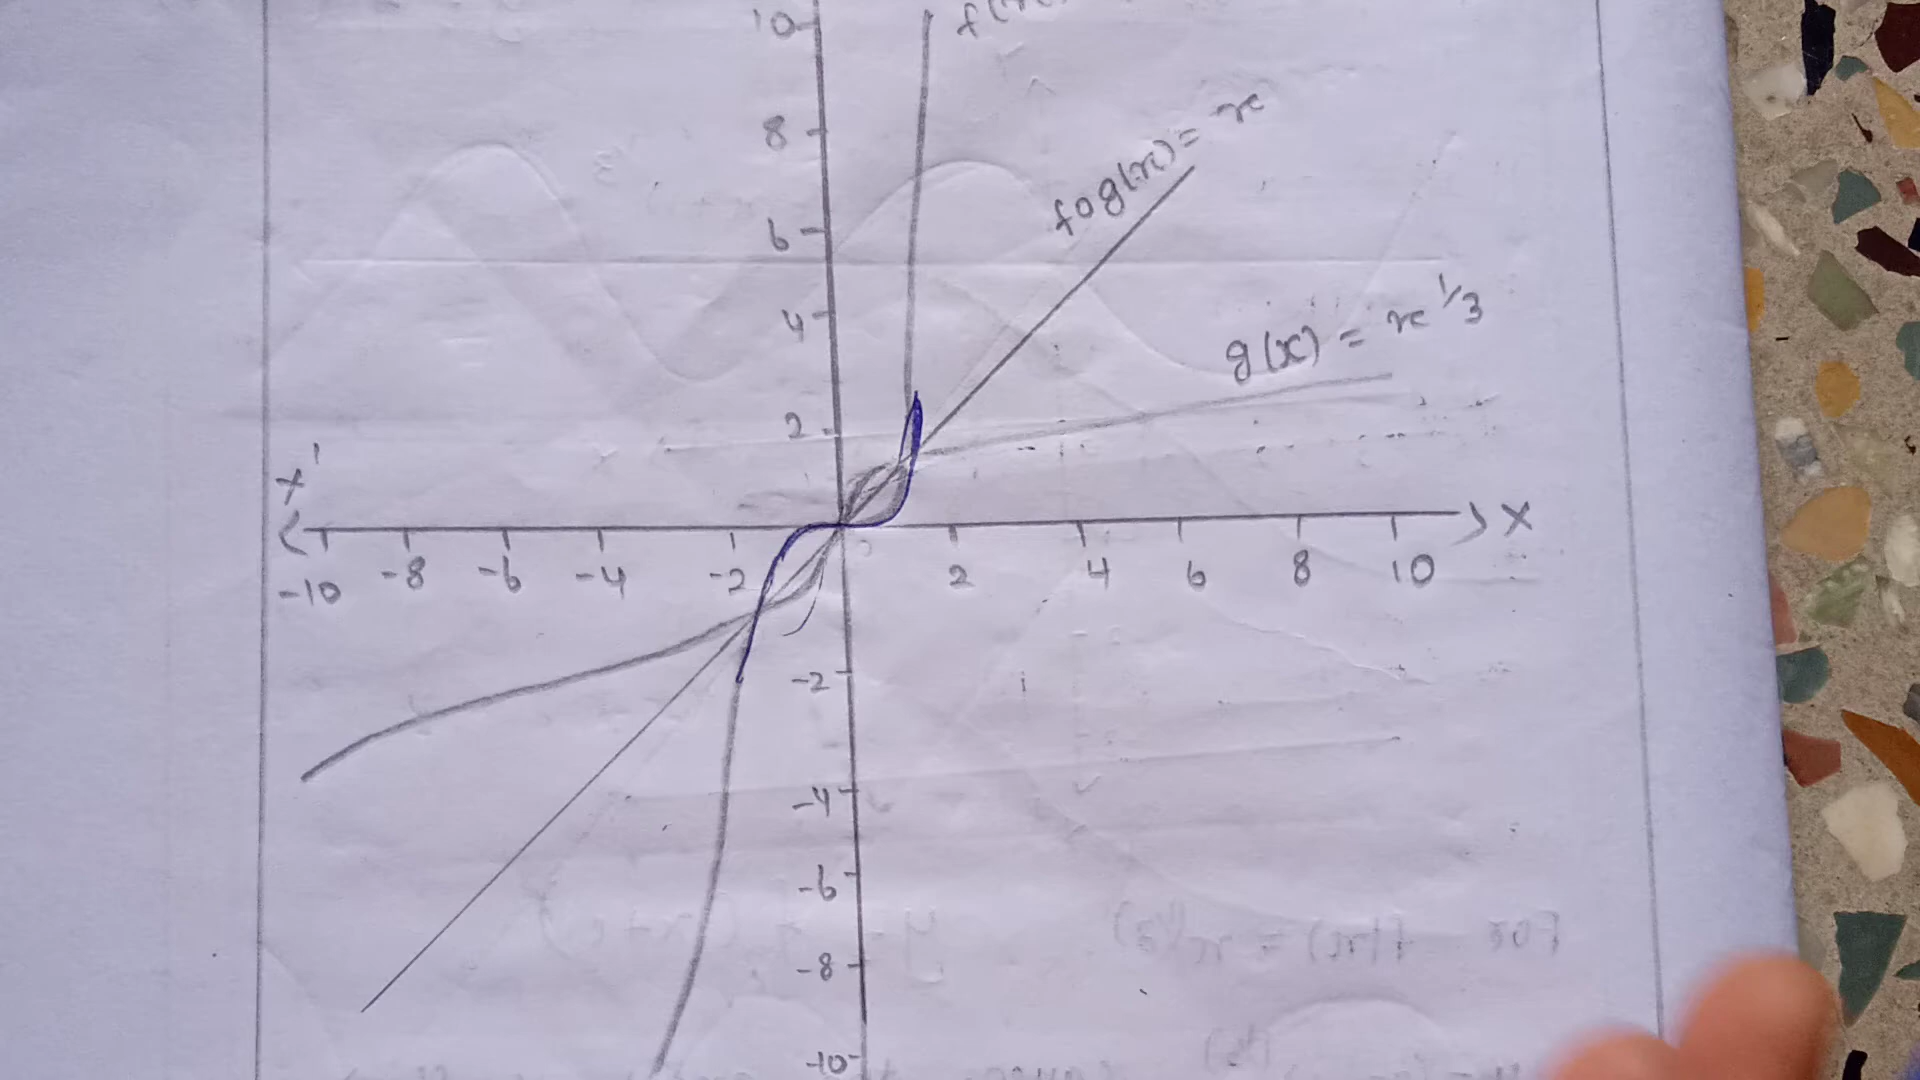 10
f(x
8
fog(x) = x
6
g(x) = x^1/3
4
2
X'
X
-10 -8 -6 -4 -2 2 4 6 8 10
-2
-4
-6
-8
-10